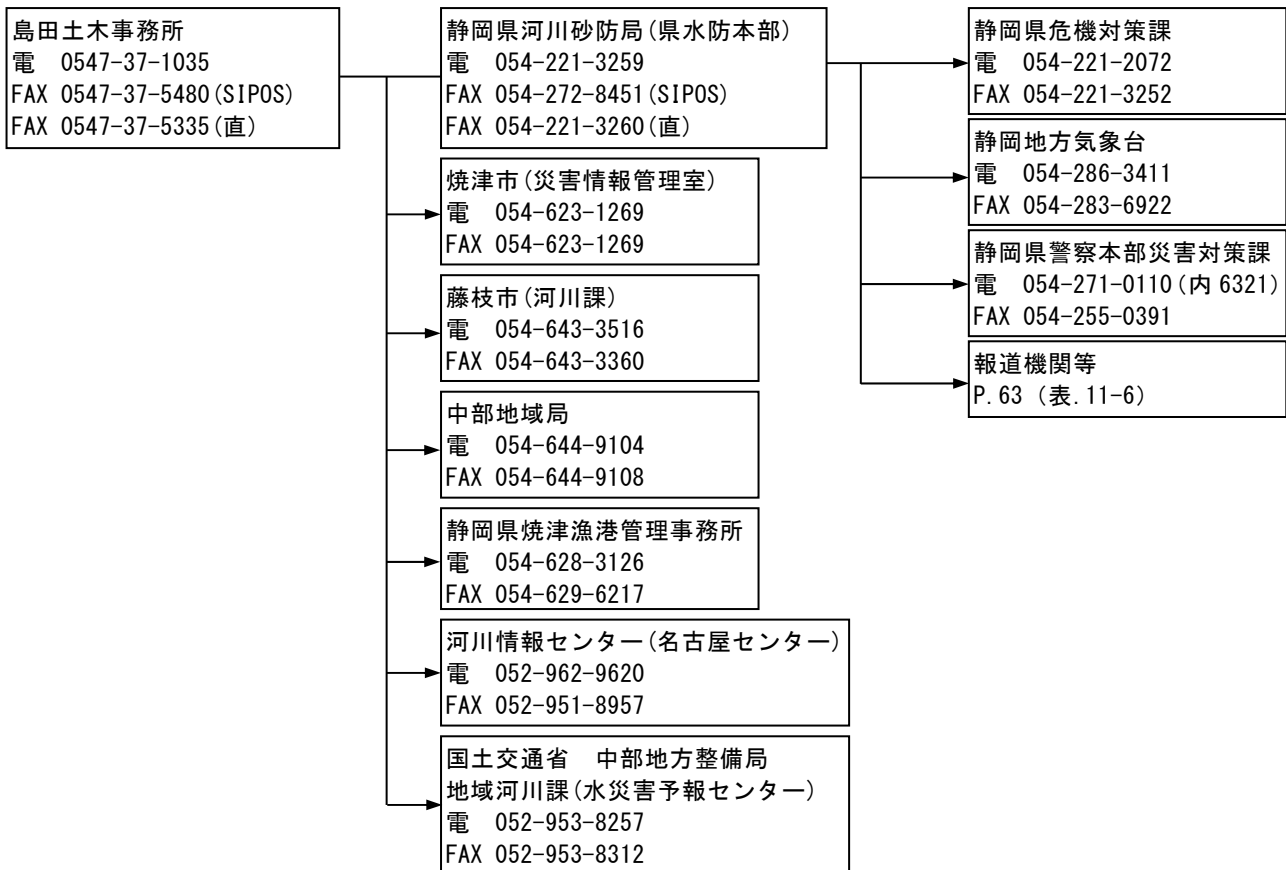 島田土木事務所
電　0547-37-1035
FAX 0547-37-5480(SIPOS)
FAX 0547-37-5335(直)
静岡県河川砂防局(県水防本部)
電　054-221-3259
FAX 054-272-8451(SIPOS)
FAX 054-221-3260(直)
焼津市(災害情報管理室)
電　054-623-1269
FAX 054-623-1269
藤枝市(河川課)
電　054-643-3516
FAX 054-643-3360
中部地域局
電　054-644-9104
FAX 054-644-9108
静岡県焼津漁港管理事務所
電　054-628-3126
FAX 054-629-6217
河川情報センター(名古屋センター)
電　052-962-9620
FAX 052-951-8957
国土交通省　中部地方整備局
地域河川課(水災害予報センター)
電　052-953-8257
FAX 052-953-8312
静岡県危機対策課
電　054-221-2072
FAX 054-221-3252
静岡地方気象台
電　054-286-3411
FAX 054-283-6922
静岡県警察本部災害対策課
電　054-271-0110(内 6321)
FAX 054-255-0391
報道機関等
P.63 (表.11-6)